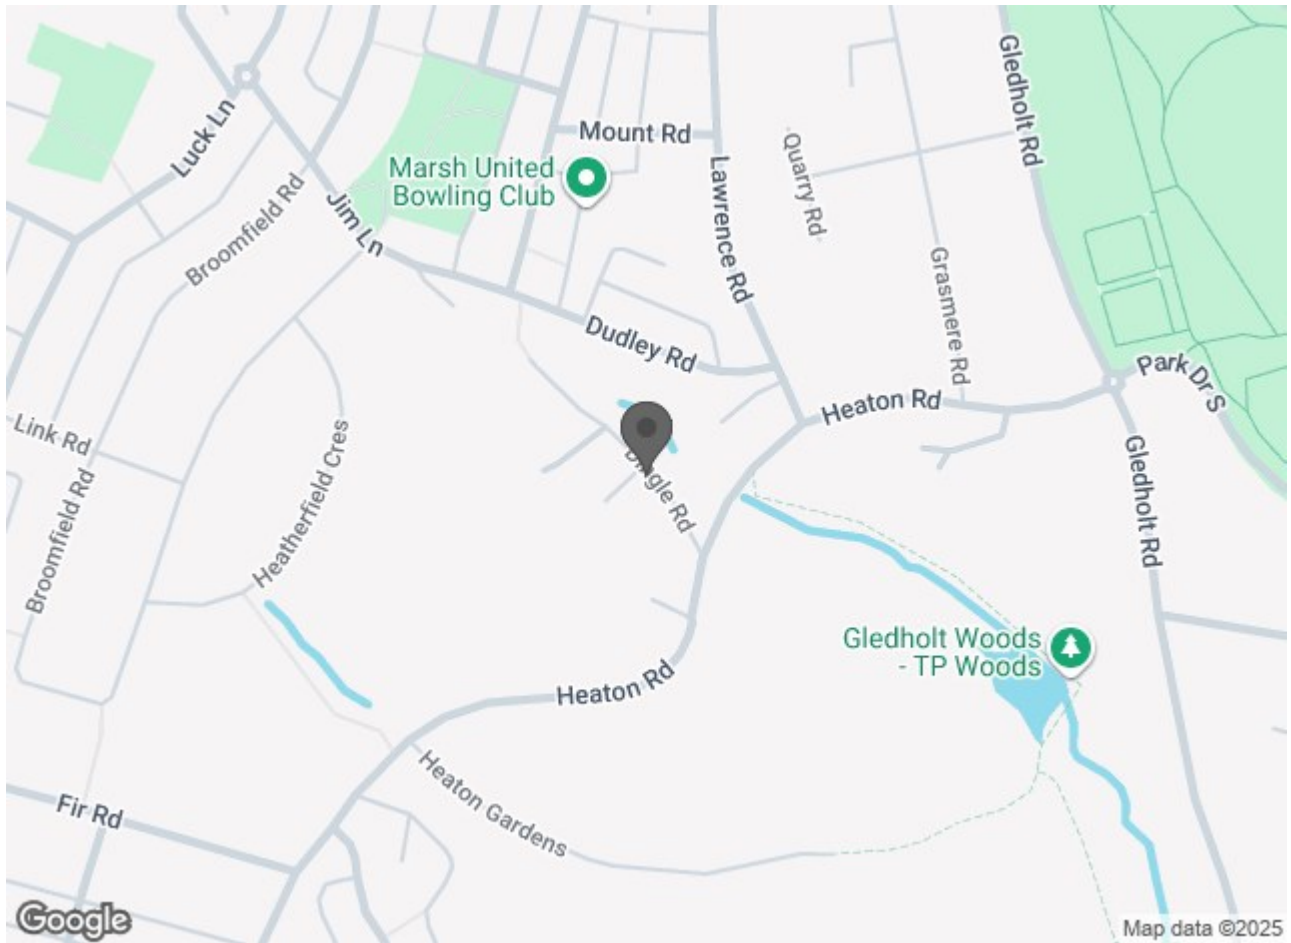 Gledholt Rd
Luck Ln
Mount Rd
Quarry Rd
Marsh United
Bowling Club
Lawrence Rd
Broomfield Rd
Jim Ln
Grasmere Rd
Dudley Rd
Park Dr S
Heaton Rd
Link Rd
Heatherfield Cres
Broomfield Rd
Gledholt Rd
Gledholt Woods
- TP Woods
Heaton Rd
Heaton Gardens
Fir Rd
Google
Map data ©2025